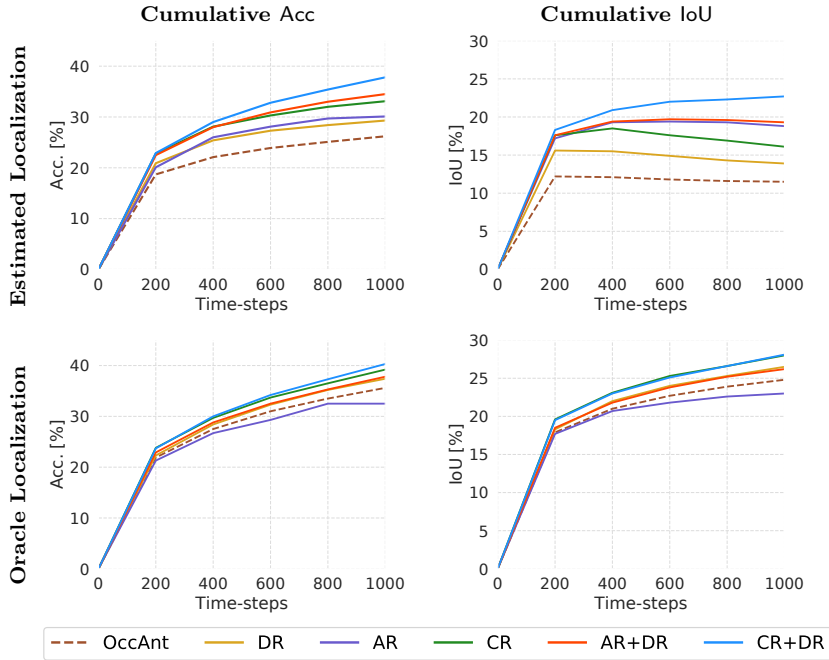 Cumulative Acc
Cumulative IoU
Estimated Localization
Acc. [%]
40
30
20
10
0
0 200 400 600 800 1000
Time-steps
IoU [%]
30
25
20
15
10
5
0
0 200 400 600 800 1000
Time-steps
Oracle Localization
Acc. [%]
40
30
20
10
0
0 200 400 600 800 1000
Time-steps
IoU [%]
30
25
20
15
10
5
0
0 200 400 600 800 1000
Time-steps
OccAnt DR AR CR AR+DR CR+DR